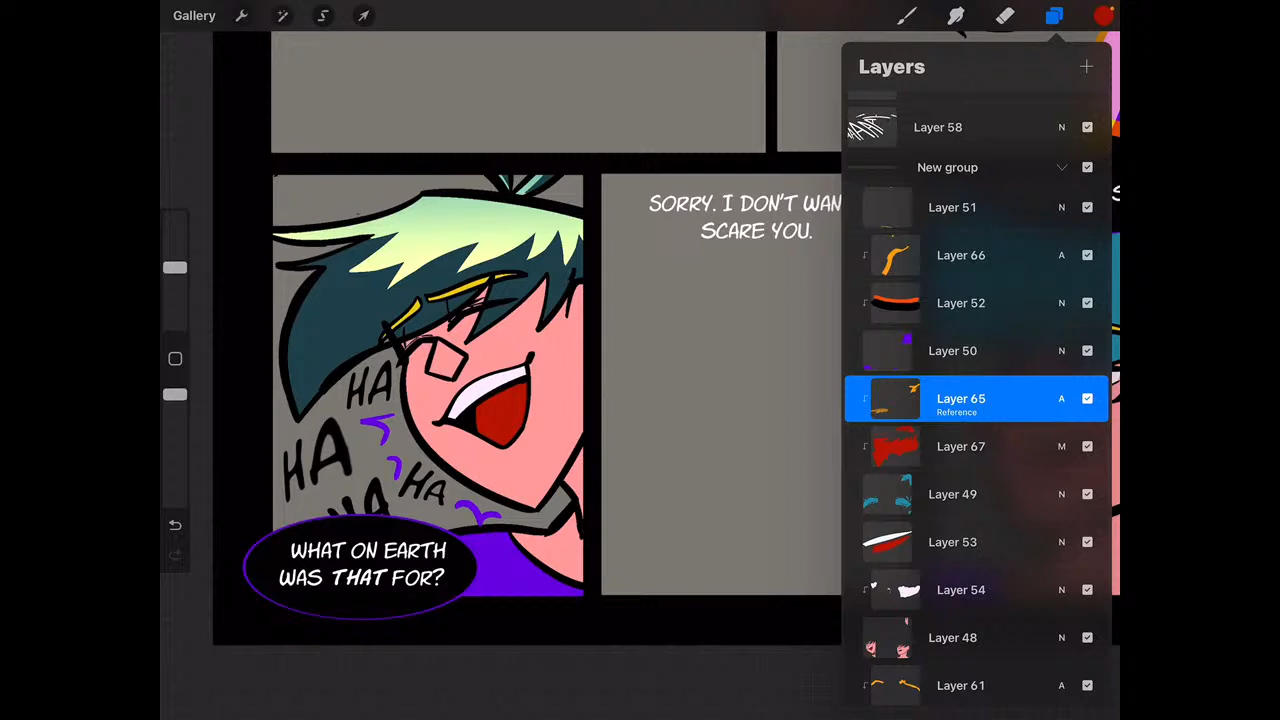 Gallery
Layers
Layer 58
N
New group
Layer 51
N
Layer 66
A
Layer 52
N
Layer 50
N
Layer 65
A
Reference
Layer 67
M
Layer 49
N
Layer 53
N
Layer 54
N
Layer 48
N
Layer 61
A
SORRY. I DON'T WAN
SCARE YOU.
HA
HA
HA
HA
WHAT ON EARTH
WAS THAT FOR?
S